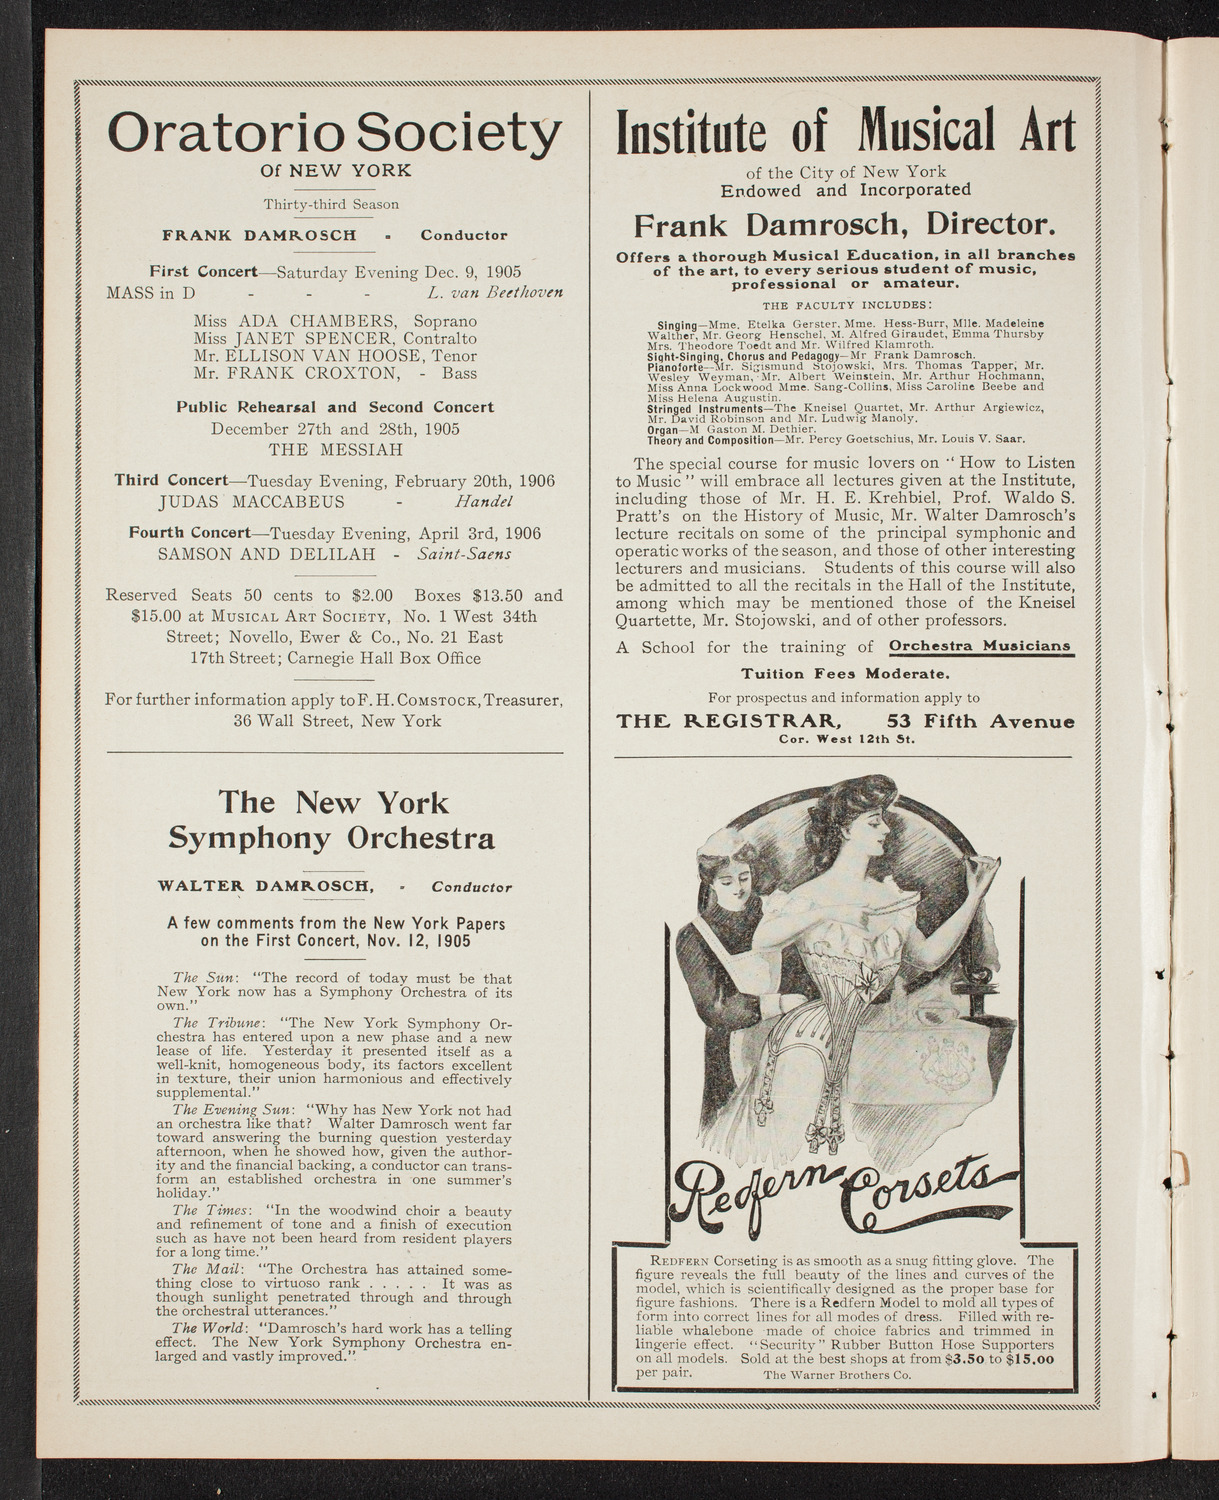 Oratorio Society
Of NEW YORK
Thirty-third Season
FRANK DAMROSCH - Conductor
First Concert—Saturday Evening Dec. 9, 1905
MASS in D - - - L. van Beethoven
Miss ADA CHAMBERS, Soprano
Miss JANET SPENCER, Contralto
Mr. ELLISON VAN HOOSE, Tenor
Mr. FRANK CROXTON, - Bass
Public Rehearsal and Second Concert
December 27th and 28th, 1905
THE MESSIAH
Third Concert—Tuesday Evening, February 20th, 1906
JUDAS MACCABEUS - Handel
Fourth Concert—Tuesday Evening, April 3rd, 1906
SAMSON AND DELILAH - Saint-Saens
Reserved Seats 50 cents to $2.00 Boxes $13.50 and
$15.00 at MUSICAL ART SOCIETY, No. 1 West 34th
Street; Novello, Ewer & Co., No. 21 East
17th Street; Carnegie Hall Box Office
For further information apply to F. H. COMSTOCK, Treasurer,
36 Wall Street, New York
The New York
Symphony Orchestra
WALTER DAMROSCH, - Conductor
A few comments from the New York Papers
on the First Concert, Nov. 12, 1905
The Sun: "The record of today must be that
New York now has a Symphony Orchestra of its
own."
The Tribune: "The New York Symphony Or-
chestra has entered upon a new phase and a new
lease of life. Yesterday it presented itself as a
well-knit, homogeneous body, its factors excellent
in texture, their union harmonious and effectively
supplemental."
The Evening Sun: "Why has New York not had
an orchestra like that? Walter Damrosch went far
toward answering the burning question yesterday
afternoon, when he showed how, given the author-
ity and the financial backing, a conductor can trans-
form an established orchestra in one summer's
holiday."
The Times: "In the woodwind choir a beauty
and refinement of tone and a finish of execution
such as have not been heard from resident players
for a long time."
The Mail: "The Orchestra has attained some-
thing close to virtuoso rank . . . . . It was as
though sunlight penetrated through and through
the orchestral utterances."
The World: "Damrosch's hard work has a telling
effect. The New York Symphony Orchestra en-
larged and vastly improved."
Institute of Musical Art
of the City of New York
Endowed and Incorporated
Frank Damrosch, Director.
Offers a thorough Musical Education, in all branches
of the art, to every serious student of music,
professional or amateur.
THE FACULTY INCLUDES:
Singing—Mme. Etelka Gerster, Mme. Hess-Burr, Mlle. Madeleine
Walther, Mr. Georg Henschel, M. Alfred Giraudet, Emma Thursby
Mrs. Theodore Toedt and Mr. Wilfred Klamroth.
Sight-Singing, Chorus and Pedagogy—Mr Frank Damrosch.
Pianoforte—Mr. Sigismund Stojowski, Mrs. Thomas Tapper, Mr.
Wesley Weyman, Mr. Albert Weinstein, Mr. Arthur Hochmann,
Miss Anna Lockwood Mme. Sang-Collins, Miss Caroline Beebe and
Miss Helena Augustin.
Stringed Instruments—The Kneisel Quartet, Mr. Arthur Argiewicz,
Mr. David Robinson and Mr. Ludwig Manoly.
Organ—M Gaston M. Dethier.
Theory and Composition—Mr. Percy Goetschius, Mr. Louis V. Saar.
The special course for music lovers on "How to Listen
to Music" will embrace all lectures given at the Institute,
including those of Mr. H. E. Krehbiel, Prof. Waldo S.
Pratt's on the History of Music, Mr. Walter Damrosch's
lecture recitals on some of the principal symphonic and
operatic works of the season, and those of other interesting
lecturers and musicians. Students of this course will also
be admitted to all the recitals in the Hall of the Institute,
among which may be mentioned those of the Kneisel
Quartette, Mr. Stojowski, and of other professors.
A School for the training of Orchestra Musicians
Tuition Fees Moderate.
For prospectus and information apply to
THE REGISTRAR, 53 Fifth Avenue
Cor. West 12th St.
Redfern Corsets
REDFERN Corseting is as smooth as a snug fitting glove. The
figure reveals the full beauty of the lines and curves of the
model, which is scientifically designed as the proper base for
figure fashions. There is a Redfern Model to mold all types of
form into correct lines for all modes of dress. Filled with re-
liable whalebone made of choice fabrics and trimmed in
lingerie effect. "Security" Rubber Button Hose Supporters
on all models. Sold at the best shops at from $3.50 to $15.00
per pair. The Warner Brothers Co.